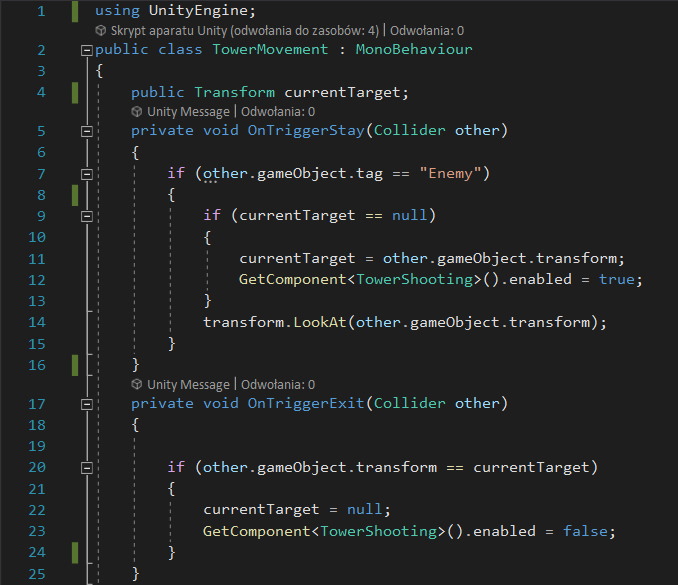 1 using UnityEngine;
Skrypt aparatu Unity (odwołania do zasobów: 4) | Odwołania: 0
2 public class TowerMovement : MonoBehaviour
3 {
4 public Transform currentTarget;
Unity Message | Odwołania: 0
5 private void OnTriggerStay(Collider other)
6 {
7 if (other.gameObject.tag == "Enemy")
8 {
9 if (currentTarget == null)
10 {
11 currentTarget = other.gameObject.transform;
12 GetComponent<TowerShooting>().enabled = true;
13 }
14 transform.LookAt(other.gameObject.transform);
15 }
16 }
Unity Message | Odwołania: 0
17 private void OnTriggerExit(Collider other)
18 {
19
20 if (other.gameObject.transform == currentTarget)
21 {
22 currentTarget = null;
23 GetComponent<TowerShooting>().enabled = false;
24 }
25 }